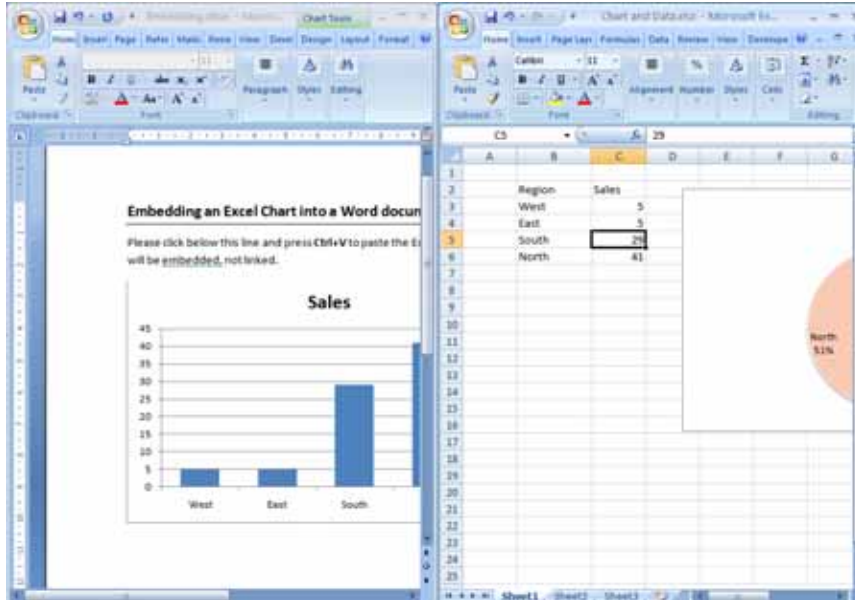 Embedding.docx - Chart Tools
Home Insert Page Refer Mailir Revie View Devel Design Layout Format
Paste
Clipboard
Font
Paragraph Styles Editing
Embedding an Excel Chart into a Word docum
Please click below this line and press Ctrl+V to paste the E
will be embedded, not linked.
Sales
45
40
35
30
25
20
15
10
5
0
West East South
Chart and Data.xlsx - Microsoft Ex...
Home Insert Page Layo Formulas Data Review View Develope
Paste
Calibri 11
Alignment Number Styles Cells
Clipboard Font Editing
C5 fx 29
A B C D E F G
1
2 Region Sales
3 West 5
4 East 5
5 South 29
6 North 41
7
8
9
10
11
12
13
14
15
16
17
18
19
20
21
22
23
24
25
North
51%
Sheet1 Sheet2 Sheet3